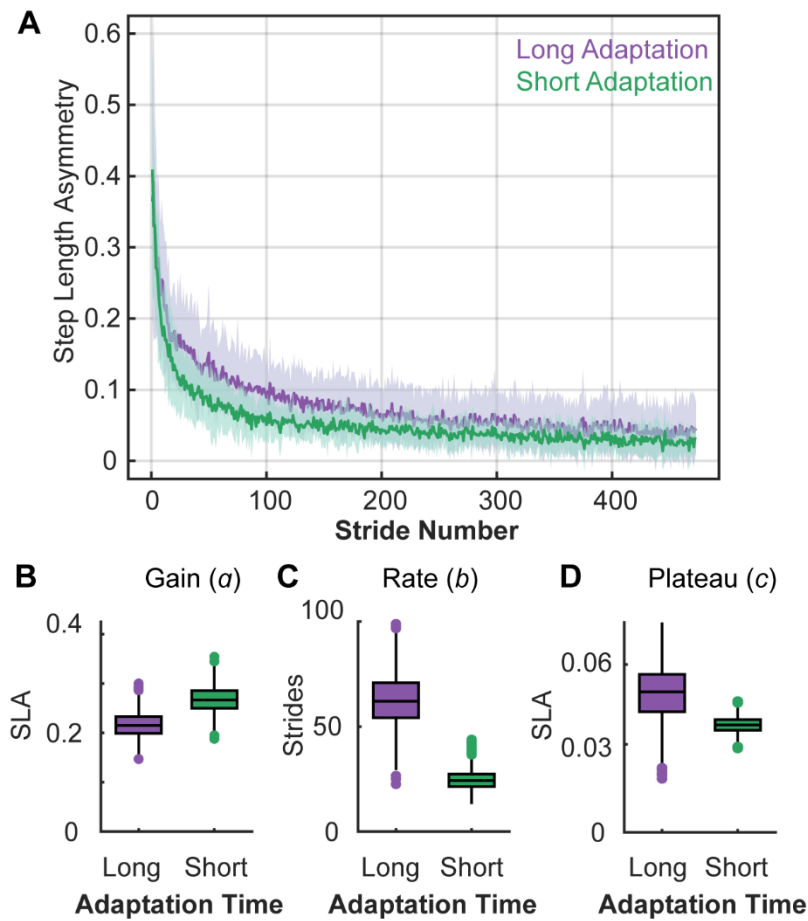 A
Long Adaptation
Short Adaptation
Step Length Asymmetry
0.6
0.5
0.4
0.3
0.2
0.1
0
0 100 200 300 400
Stride Number
B Gain (a)
SLA
0.4
0.2
0
Long Short
Adaptation Time
C Rate (b)
Strides
100
50
0
Long Short
Adaptation Time
D Plateau (c)
SLA
0.06
0.03
0
Long Short
Adaptation Time